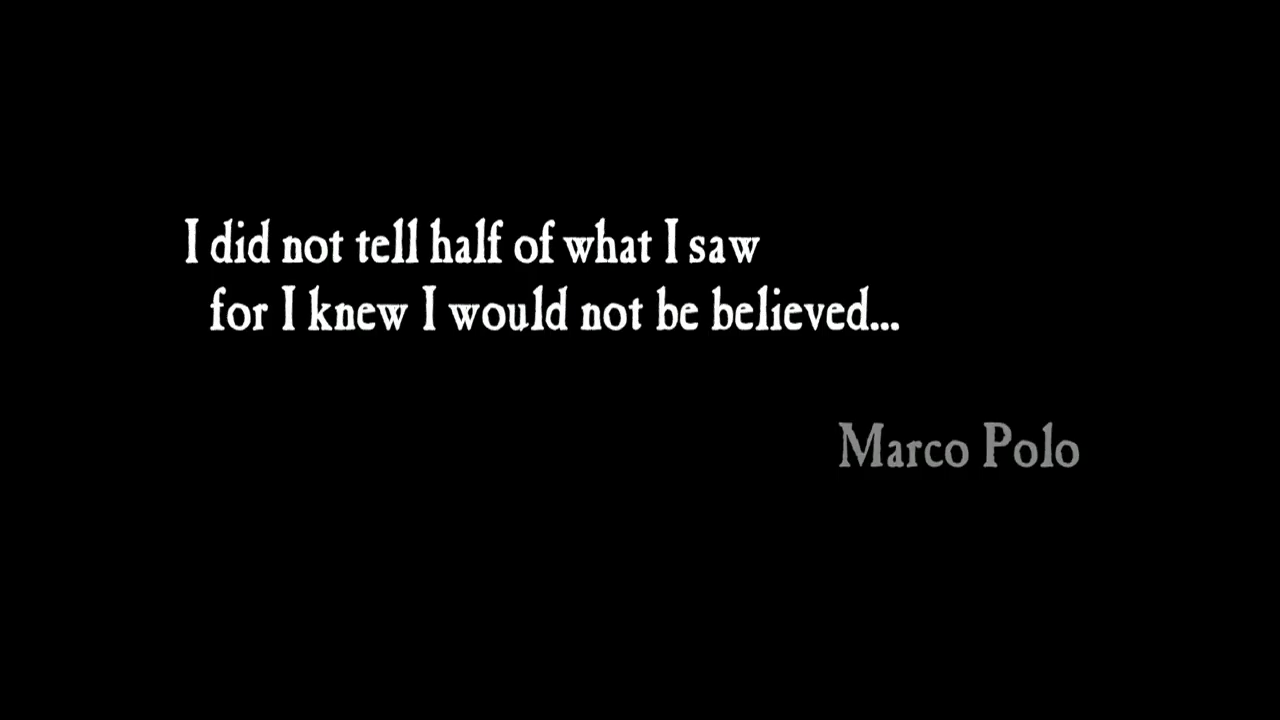 I did not tell half of what I saw
for I knew I would not be believed...
Marco Polo